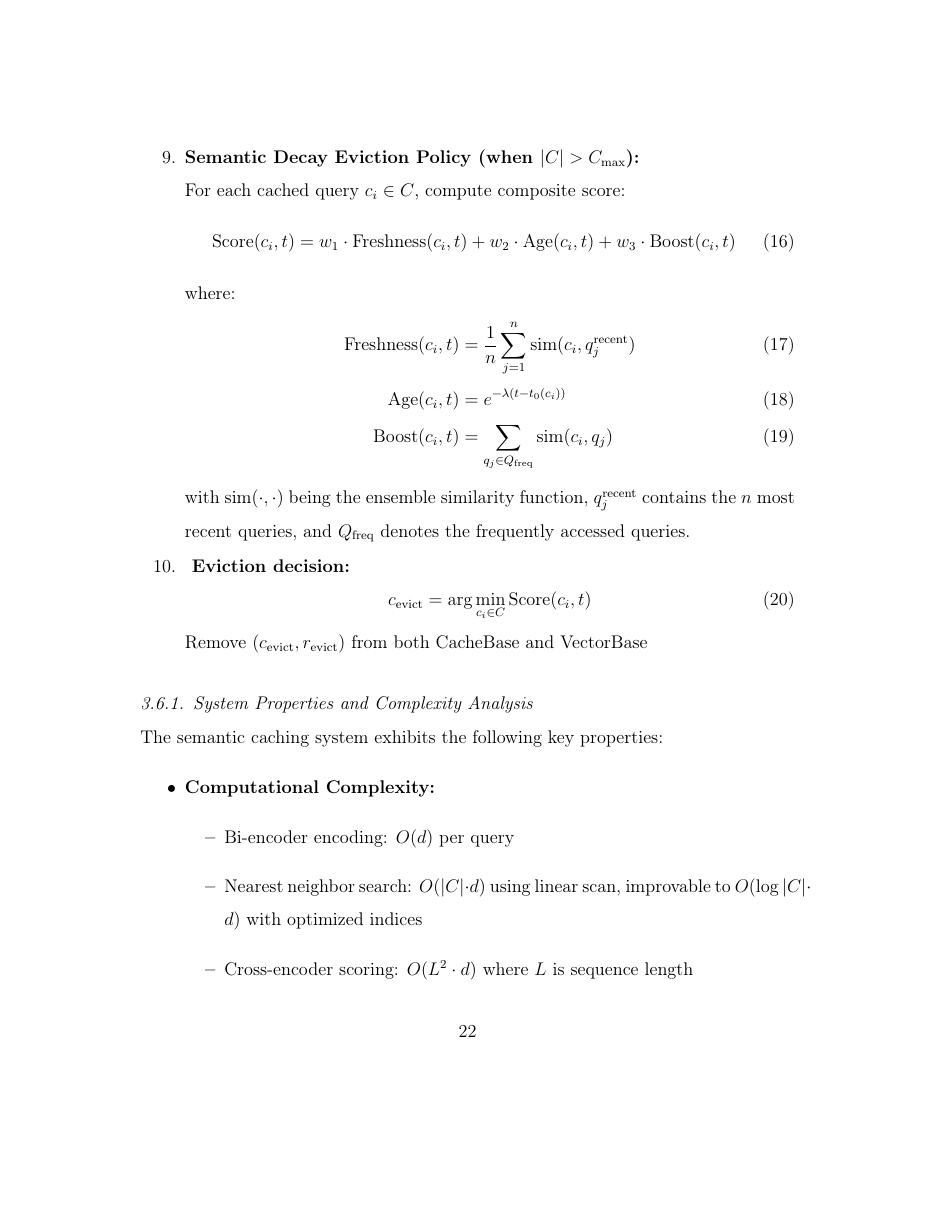 9. Semantic Decay Eviction Policy (when |C| > C_max):
For each cached query c_i ∈ C, compute composite score:
Score(c_i, t) = w_1 · Freshness(c_i, t) + w_2 · Age(c_i, t) + w_3 · Boost(c_i, t) (16)
where:
Freshness(c_i, t) = \frac{1}{n} \sum_{j=1}^{n} sim(c_i, q_j^{recent}) (17)
Age(c_i, t) = e^{−λ(t−t_0(c_i))} (18)
Boost(c_i, t) = \sum_{q_j∈Q_{freq}} sim(c_i, q_j) (19)
with sim(·, ·) being the ensemble similarity function, q_j^{recent} contains the n most
recent queries, and Q_freq denotes the frequently accessed queries.
10. Eviction decision:
c_evict = arg min_{c_i∈C} Score(c_i, t) (20)
Remove (c_evict, r_evict) from both CacheBase and VectorBase
3.6.1. System Properties and Complexity Analysis
The semantic caching system exhibits the following key properties:
• Computational Complexity:
– Bi-encoder encoding: O(d) per query
– Nearest neighbor search: O(|C|·d) using linear scan, improvable to O(log |C|·
d) with optimized indices
– Cross-encoder scoring: O(L^2 · d) where L is sequence length
22